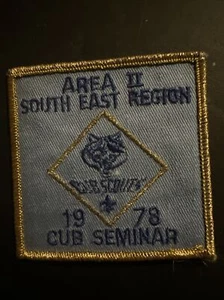 AREA II
SOUTH EAST REGION
CUB SCOUTS
19 78
CUB SEMINAR